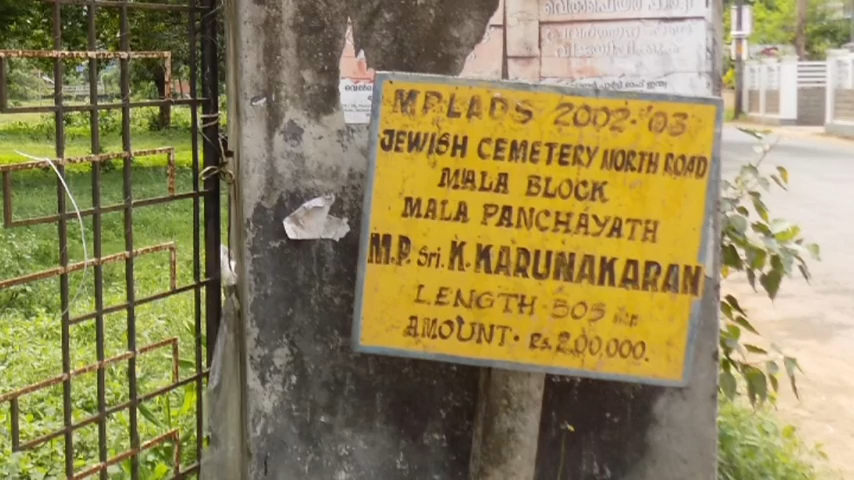 MPLADS 2002-'03
JEWISH CEMETERY NORTH ROAD
MALA BLOCK
MALA PANCHAYATH
M.P. Sri. K. KARUNAKARAN
LENGTH - 305
AMOUNT · Rs. 2,00,000.